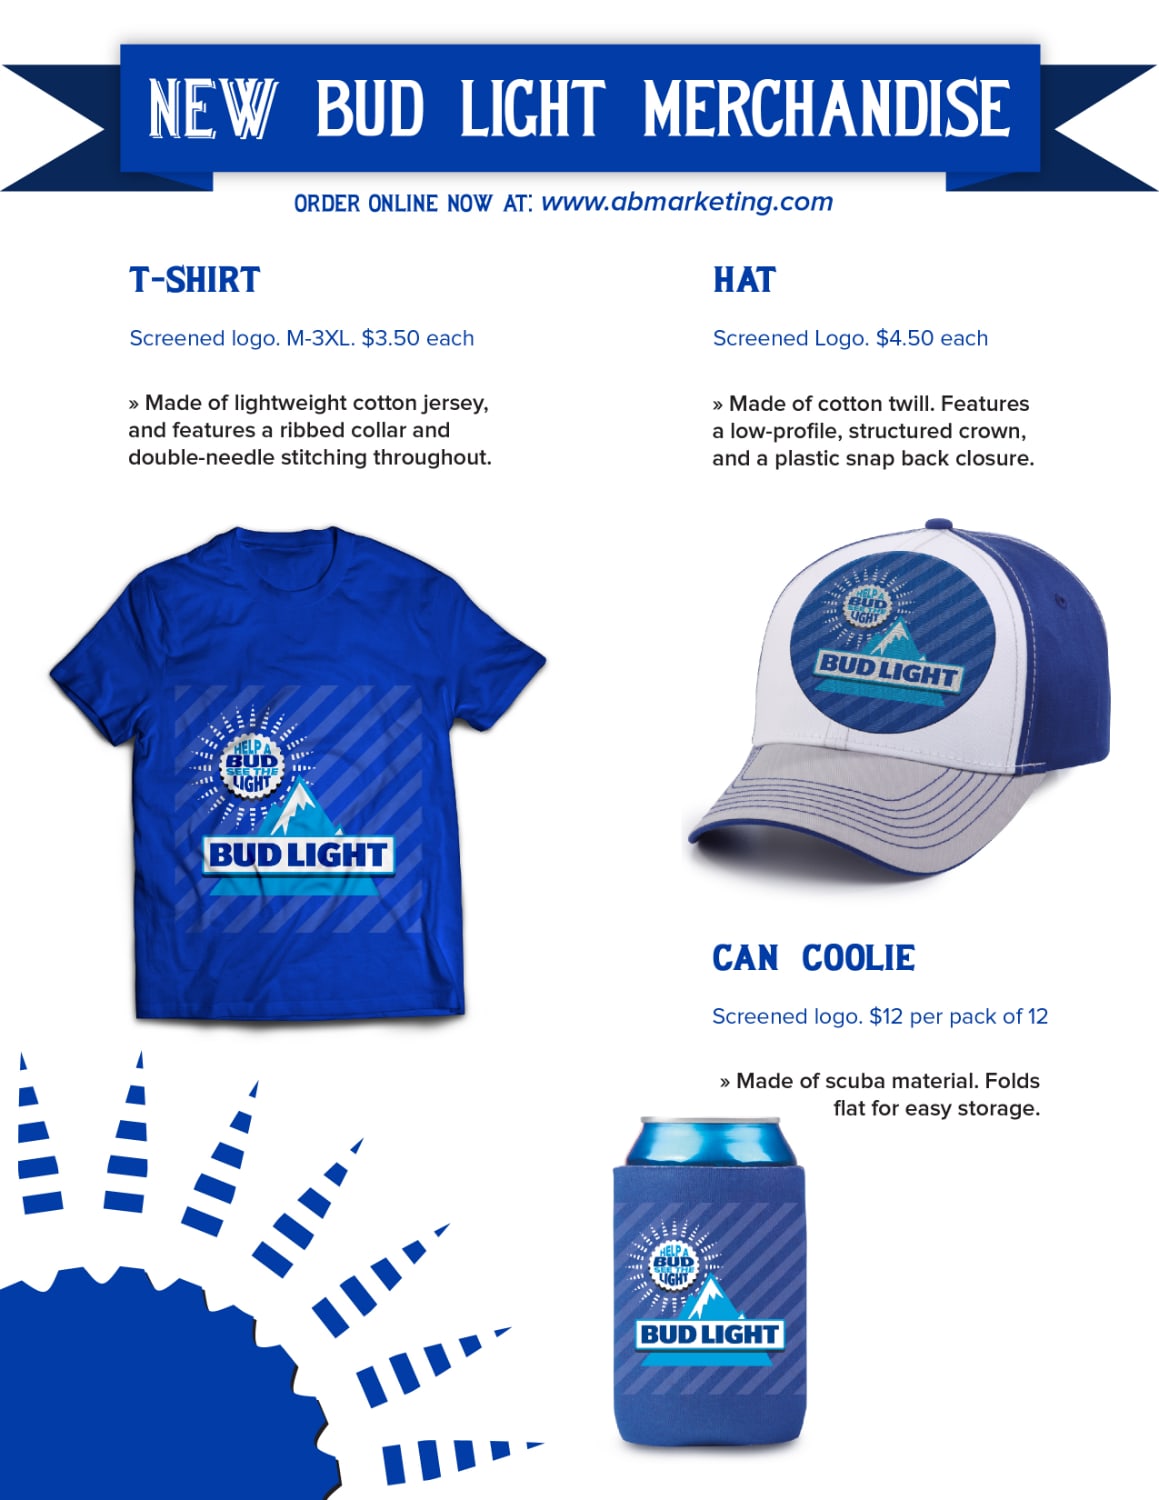 NEW BUD LIGHT MERCHANDISE
ORDER ONLINE NOW AT: www.abmarketing.com
T-SHIRT
Screened logo. M-3XL. $3.50 each
» Made of lightweight cotton jersey,
and features a ribbed collar and
double-needle stitching throughout.
HELP A
BUD
SEE THE
LIGHT
BUD LIGHT
HAT
Screened Logo. $4.50 each
» Made of cotton twill. Features
a low-profile, structured crown,
and a plastic snap back closure.
HELP A
BUD
SEE THE
LIGHT
BUD LIGHT
CAN COOLIE
Screened logo. $12 per pack of 12
» Made of scuba material. Folds
flat for easy storage.
HELP A
BUD
SEE THE
LIGHT
BUD LIGHT